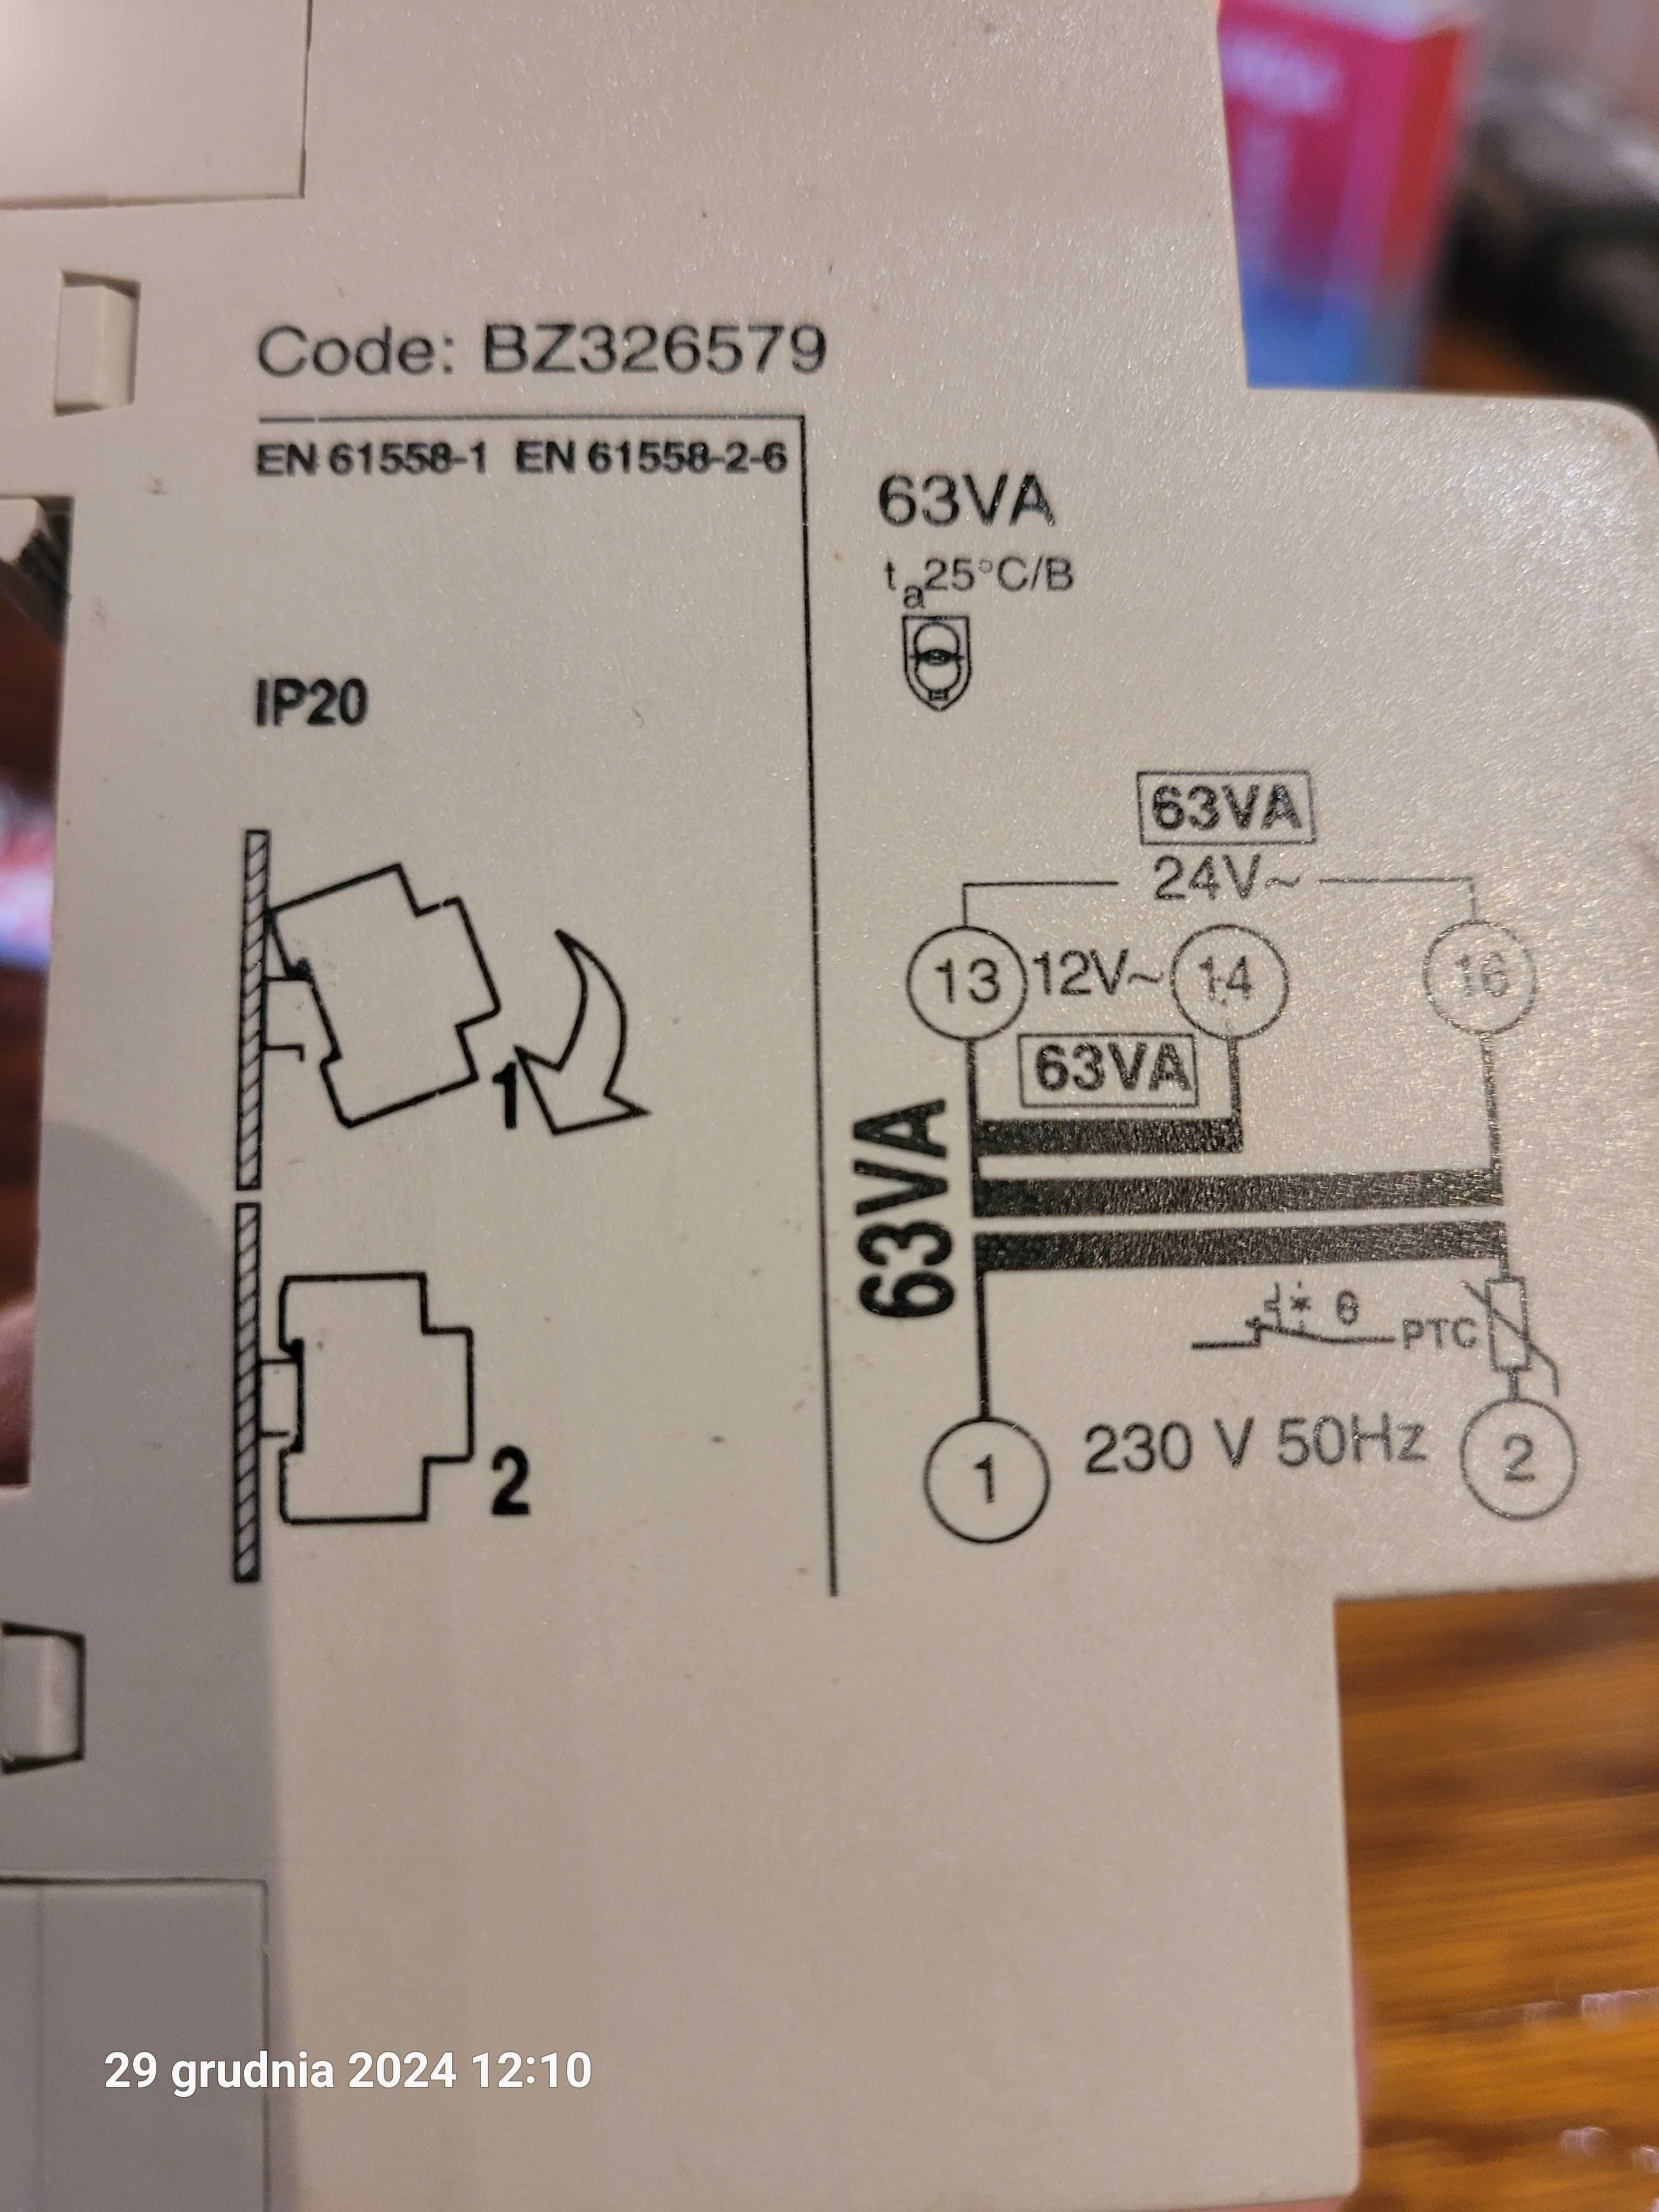 Code: BZ326579
EN 61558-1 EN 61558-2-6
63VA
ta25°C/B
IP20
63VA
24V~
13 12V~ 14 16
63VA
63VA
1
θ PTC
1 230 V 50Hz 2
2
29 grudnia 2024 12:10